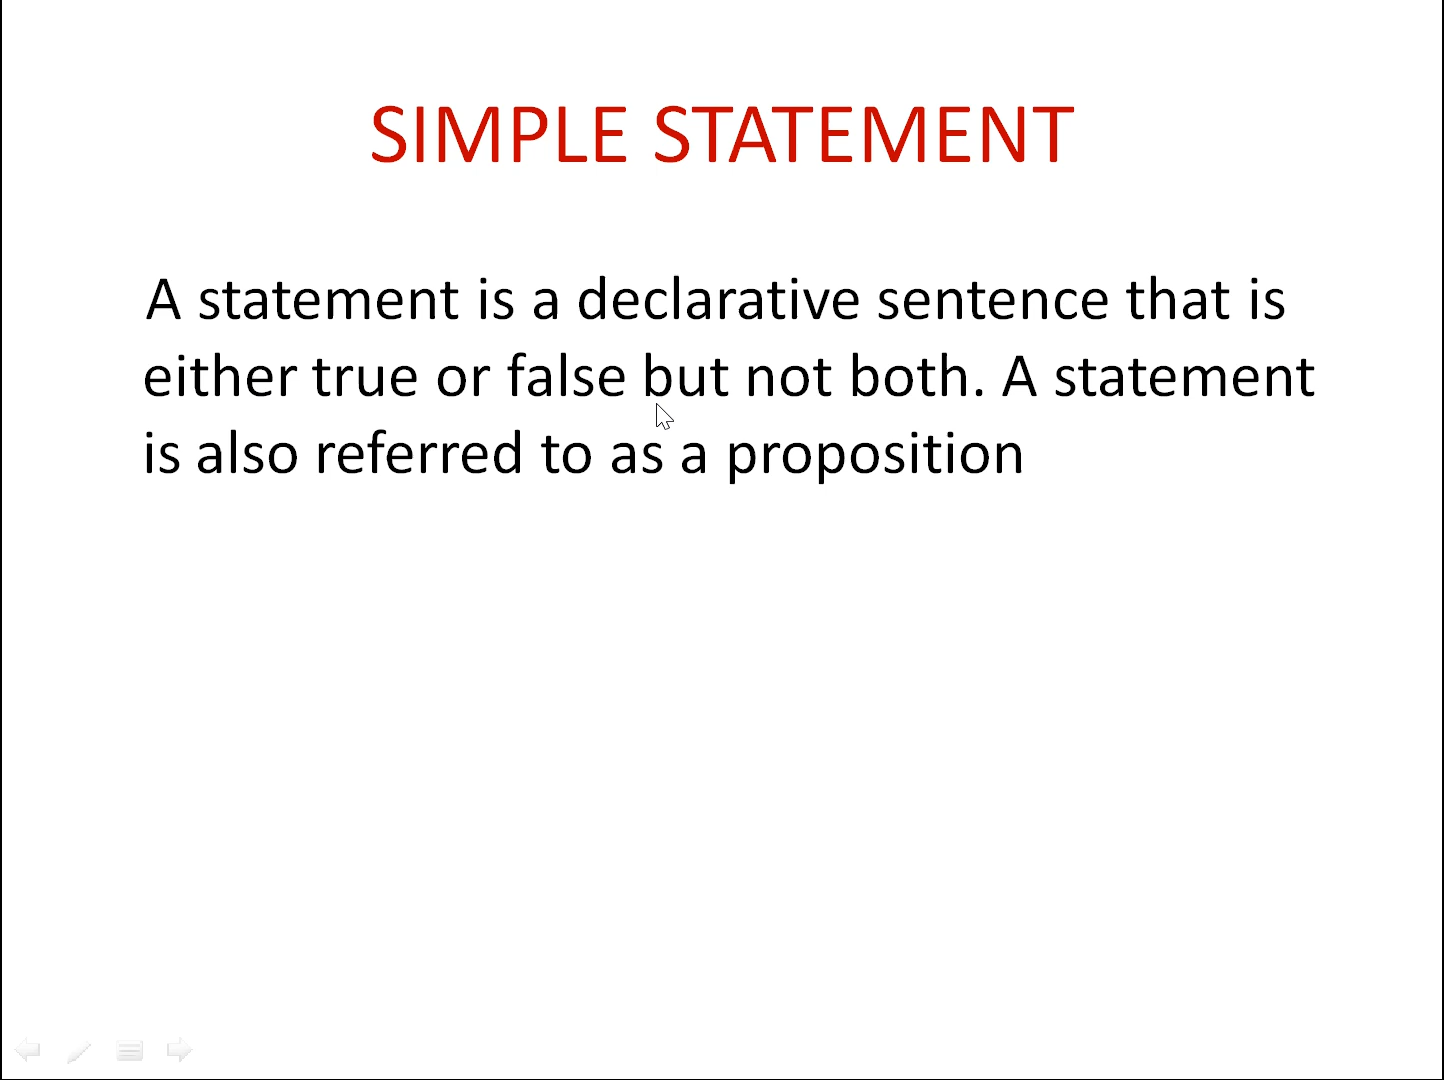 SIMPLE STATEMENT
A statement is a declarative sentence that is
either true or false but not both. A statement
is also referred to as a proposition